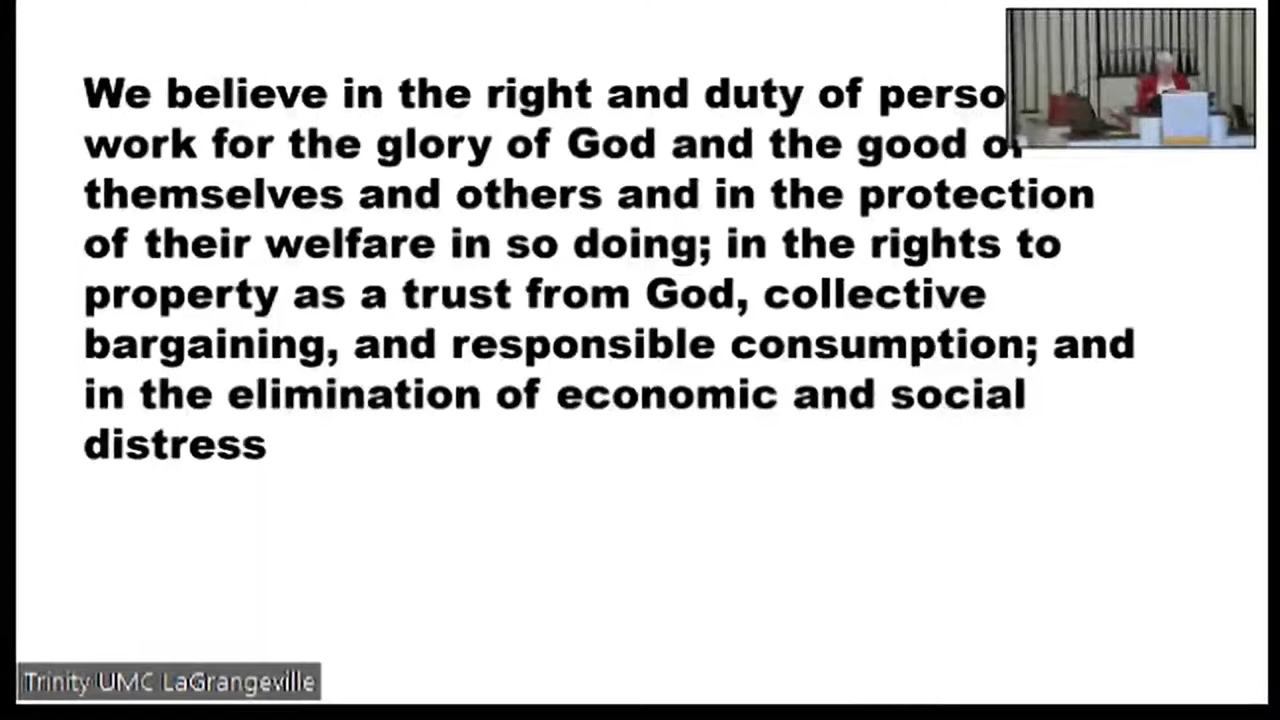 We believe in the right and duty of perso
work for the glory of God and the good of
themselves and others and in the protection
of their welfare in so doing; in the rights to
property as a trust from God, collective
bargaining, and responsible consumption; and
in the elimination of economic and social
distress
Trinity UMC LaGrangeville